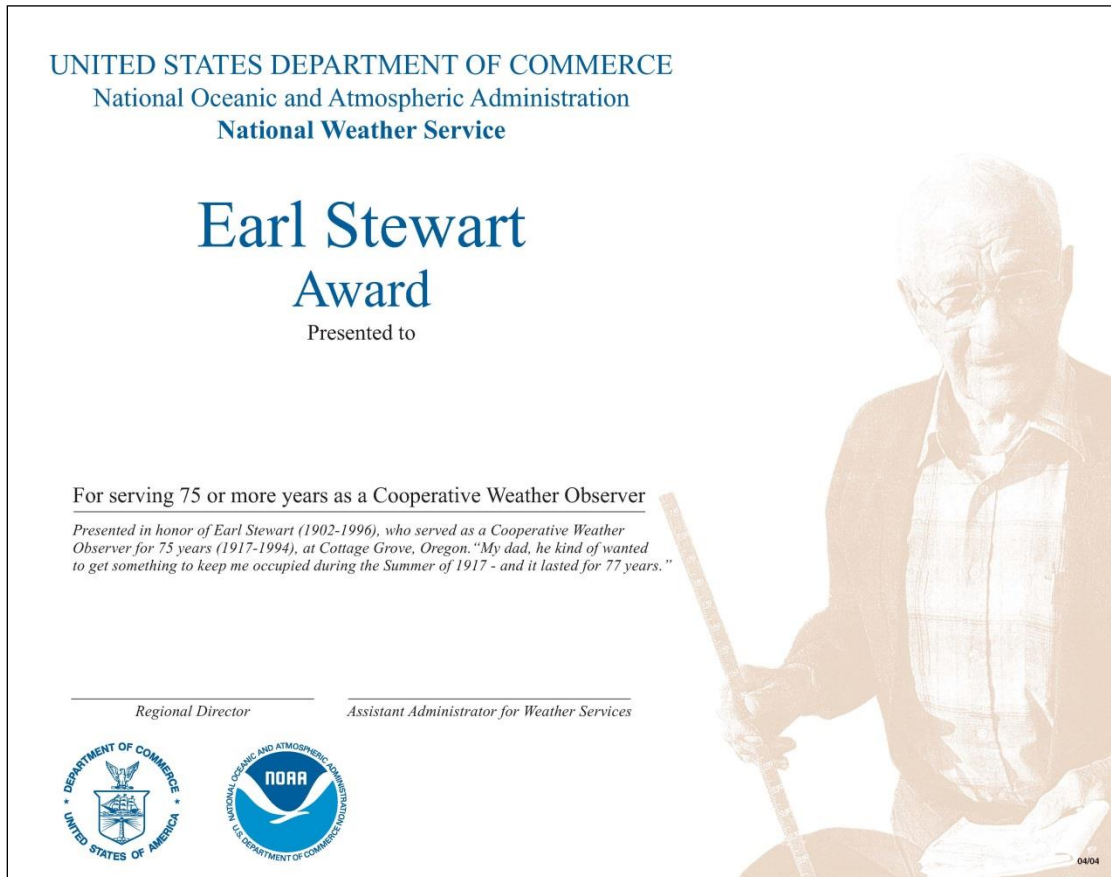 UNITED STATES DEPARTMENT OF COMMERCE
National Oceanic and Atmospheric Administration
National Weather Service
Earl Stewart
Award
Presented to
For serving 75 or more years as a Cooperative Weather Observer
Presented in honor of Earl Stewart (1902-1996), who served as a Cooperative Weather
Observer for 75 years (1917-1994), at Cottage Grove, Oregon. “My dad, he kind of wanted
to get something to keep me occupied during the Summer of 1917 - and it lasted for 77 years.”
Regional Director
Assistant Administrator for Weather Services
DEPARTMENT OF COMMERCE
UNITED STATES OF AMERICA
NATIONAL OCEANIC AND ATMOSPHERIC ADMINISTRATION
NOAA
U.S. DEPARTMENT OF COMMERCE
04/04